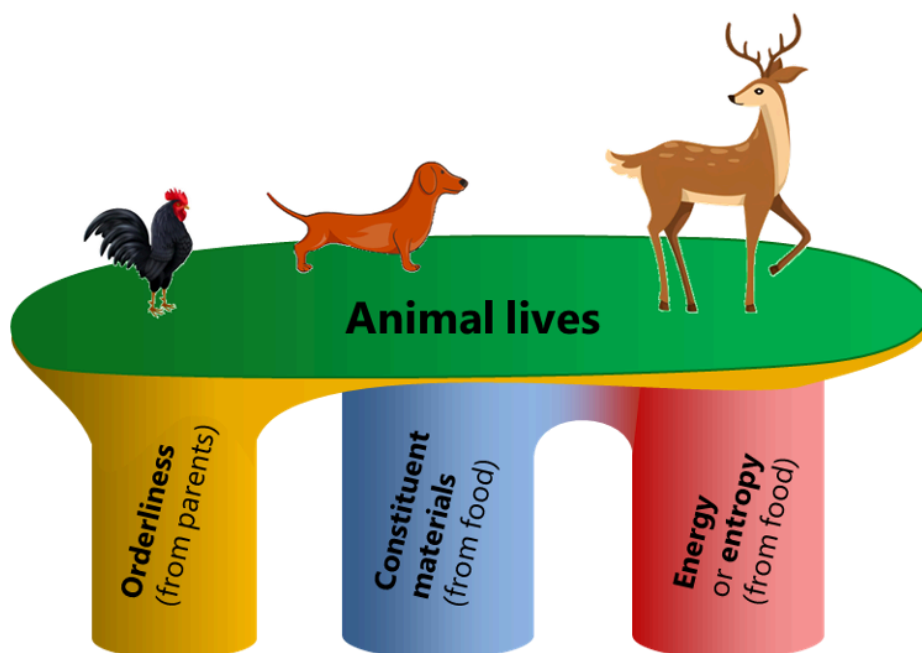 Animal lives
Orderliness
(from parents)
Constituent
materials
(from food)
Energy
or entropy
(from food)